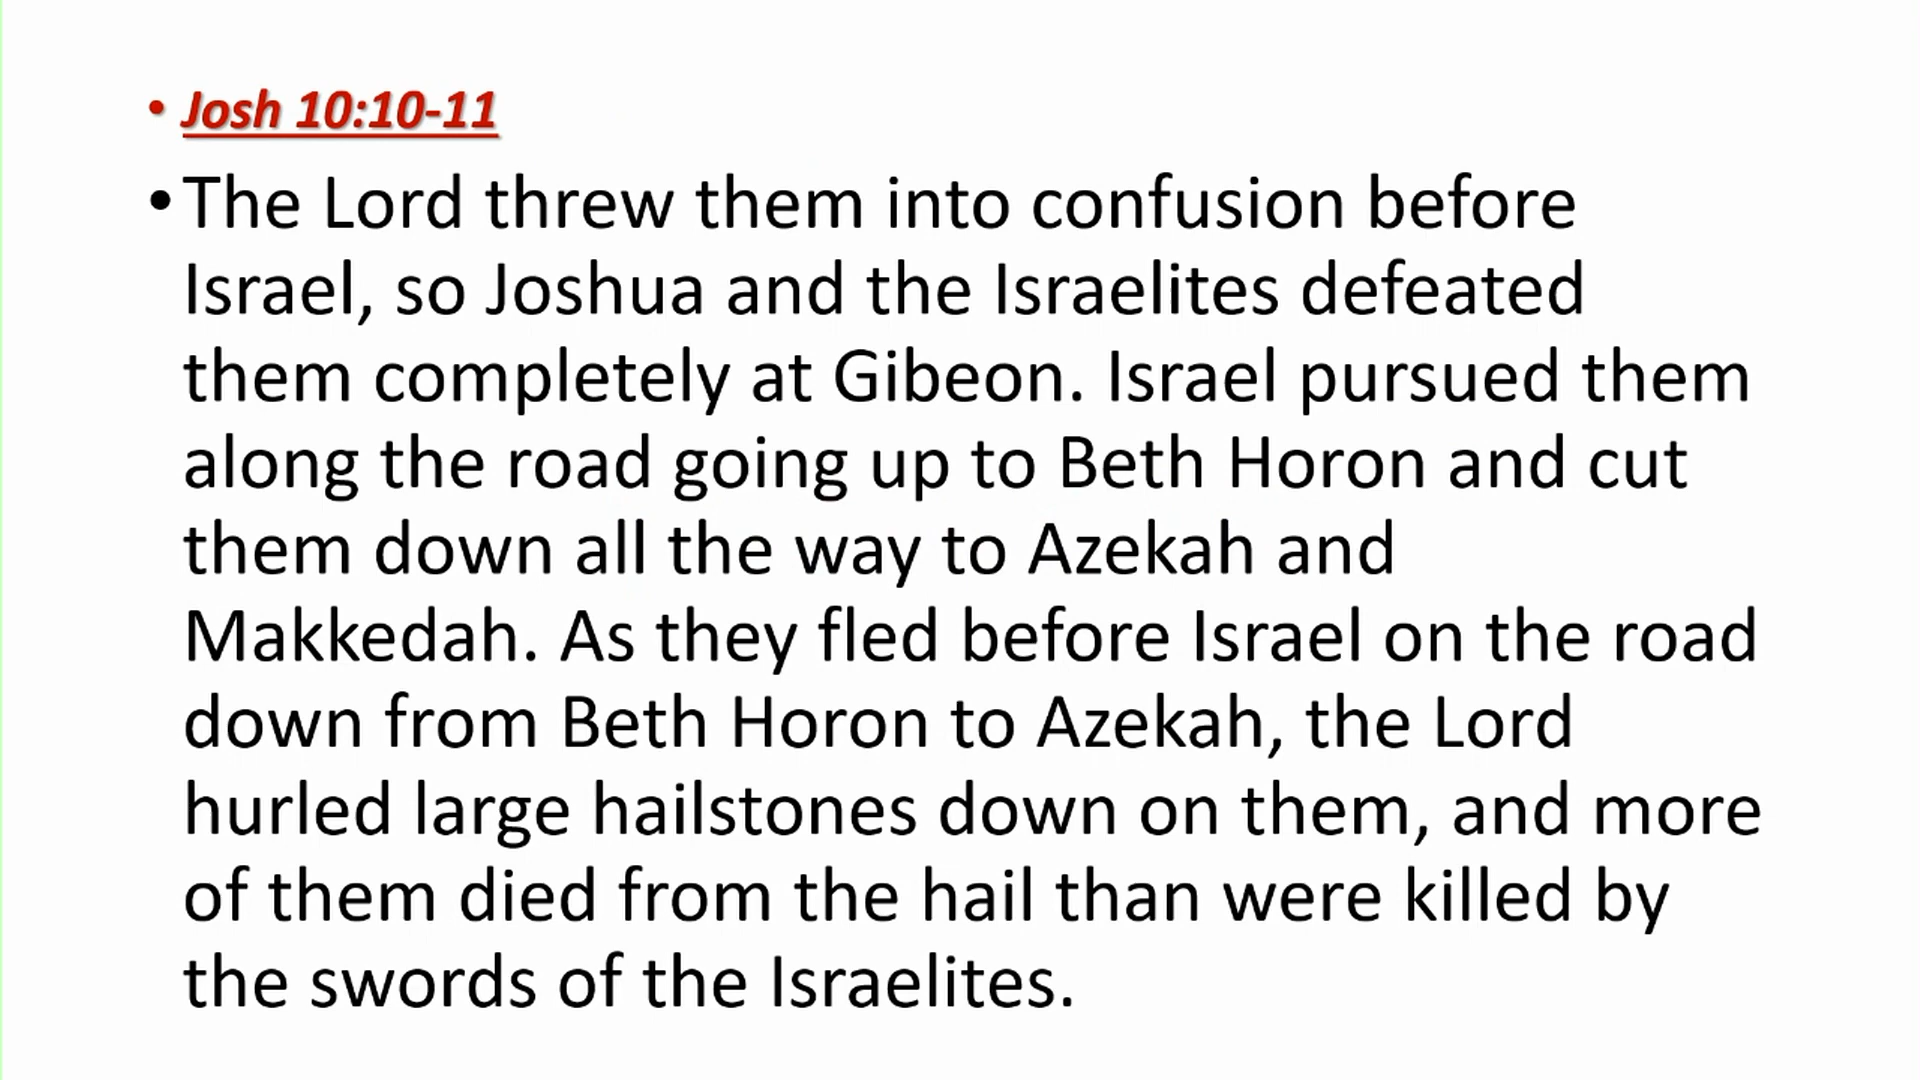 • Josh 10:10-11
• The Lord threw them into confusion before
Israel, so Joshua and the Israelites defeated
them completely at Gibeon. Israel pursued them
along the road going up to Beth Horon and cut
them down all the way to Azekah and
Makkedah. As they fled before Israel on the road
down from Beth Horon to Azekah, the Lord
hurled large hailstones down on them, and more
of them died from the hail than were killed by
the swords of the Israelites.